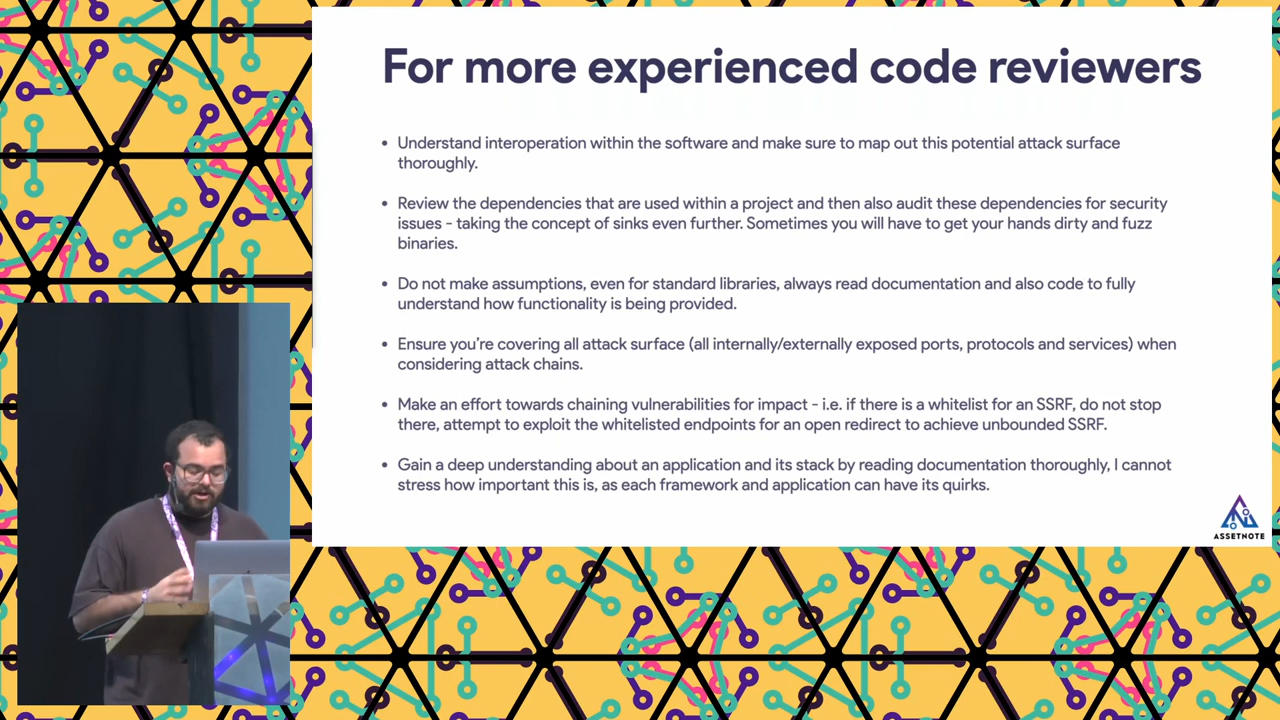 For more experienced code reviewers
• Understand interoperation within the software and make sure to map out this potential attack surface
thoroughly.
• Review the dependencies that are used within a project and then also audit these dependencies for security
issues - taking the concept of sinks even further. Sometimes you will have to get your hands dirty and fuzz
binaries.
• Do not make assumptions, even for standard libraries, always read documentation and also code to fully
understand how functionality is being provided.
• Ensure you're covering all attack surface (all internally/externally exposed ports, protocols and services) when
considering attack chains.
• Make an effort towards chaining vulnerabilities for impact - i.e. if there is a whitelist for an SSRF, do not stop
there, attempt to exploit the whitelisted endpoints for an open redirect to achieve unbounded SSRF.
• Gain a deep understanding about an application and its stack by reading documentation thoroughly, I cannot
stress how important this is, as each framework and application can have its quirks.
ASSETNOTE